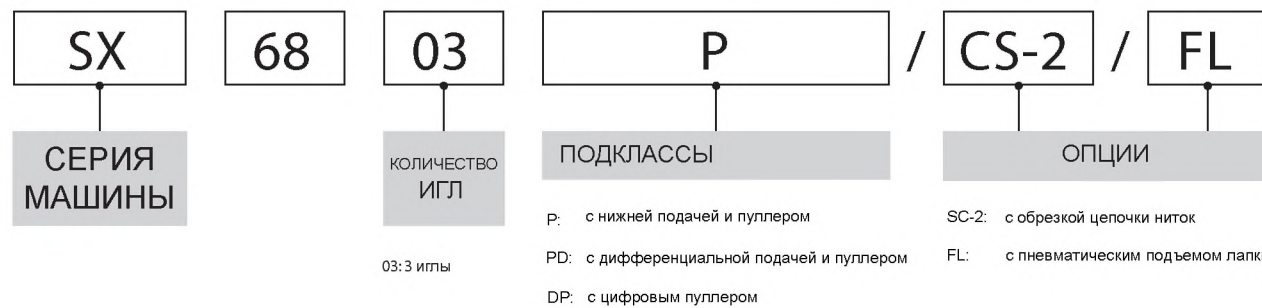 SX 68 03 P / CS-2 / FL
СЕРИЯ
МАШИНЫ
КОЛИЧЕСТВО
ИГЛ
ПОДКЛАССЫ
ОПЦИИ
03: 3 иглы
P: с нижней подачей и пуллером
PD: с дифференциальной подачей и пуллером
DP: с цифровым пуллером
SC-2: с обрезкой цепочки ниток
FL: с пневматическим подъемом лапки